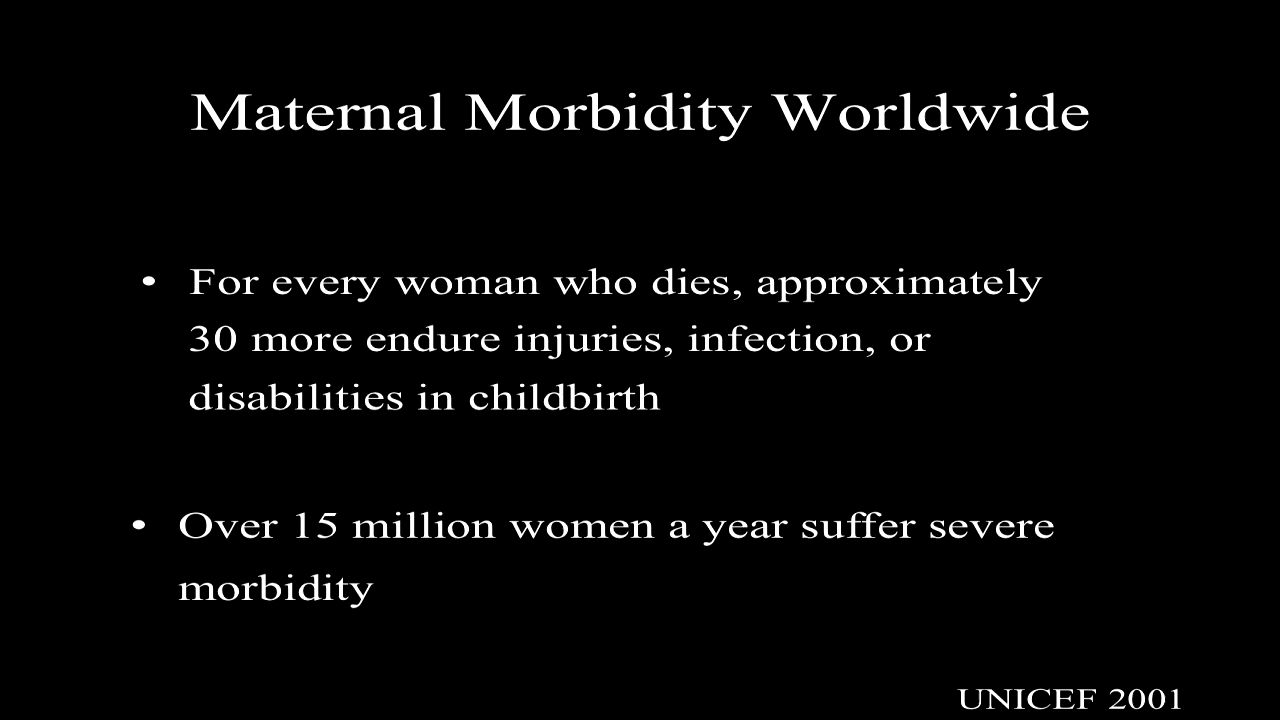 Maternal Morbidity Worldwide
• For every woman who dies, approximately
30 more endure injuries, infection, or
disabilities in childbirth
• Over 15 million women a year suffer severe
morbidity
UNICEF 2001